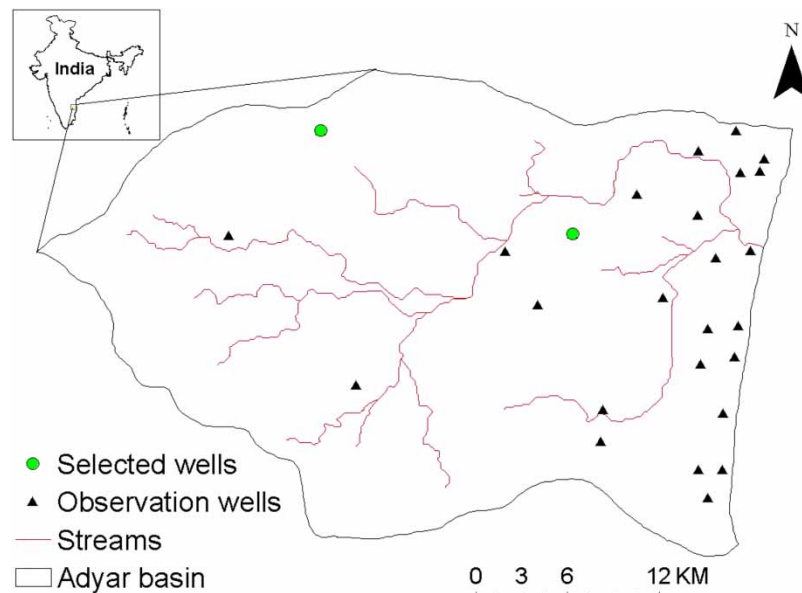 India
N
Selected wells
Observation wells
Streams
Adyar basin
0 3 6 12 KM